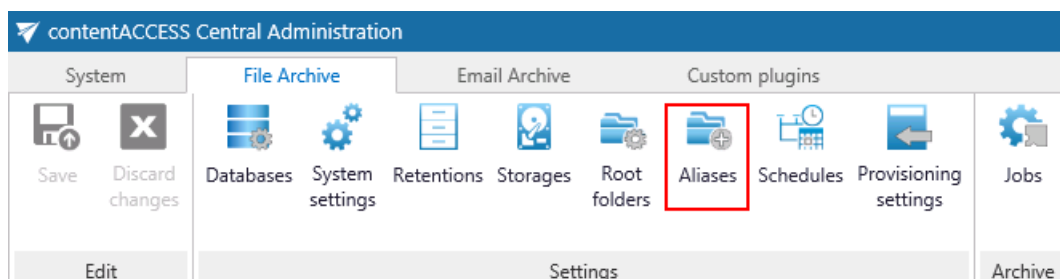 contentACCESS Central Administration
System File Archive Email Archive Custom plugins
Save Discard changes Databases System settings Retentions Storages Root folders Aliases Schedules Provisioning settings Jobs
Edit Settings Archive